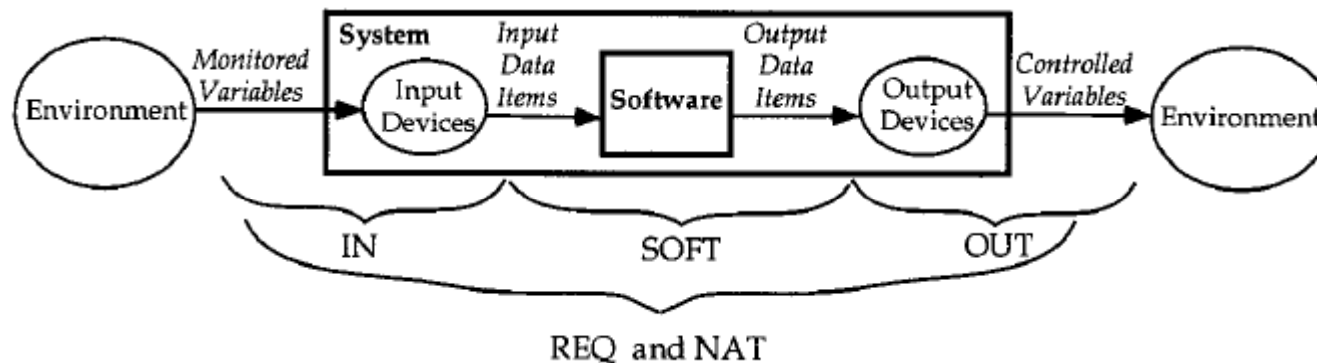 System
Environment
Monitored
Variables
Input
Devices
Input
Data
Items
Software
Output
Data
Items
Output
Devices
Controlled
Variables
Environment
IN
SOFT
OUT
REQ and NAT